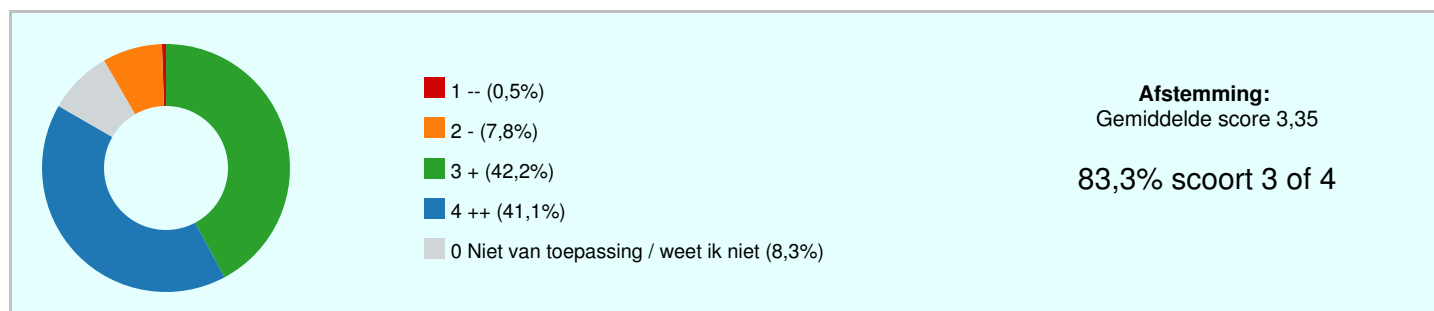 1 -- (0,5%)
2 - (7,8%)
3 + (42,2%)
4 ++ (41,1%)
0 Niet van toepassing / weet ik niet (8,3%)
Afstemming:
Gemiddelde score 3,35
83,3% scoort 3 of 4